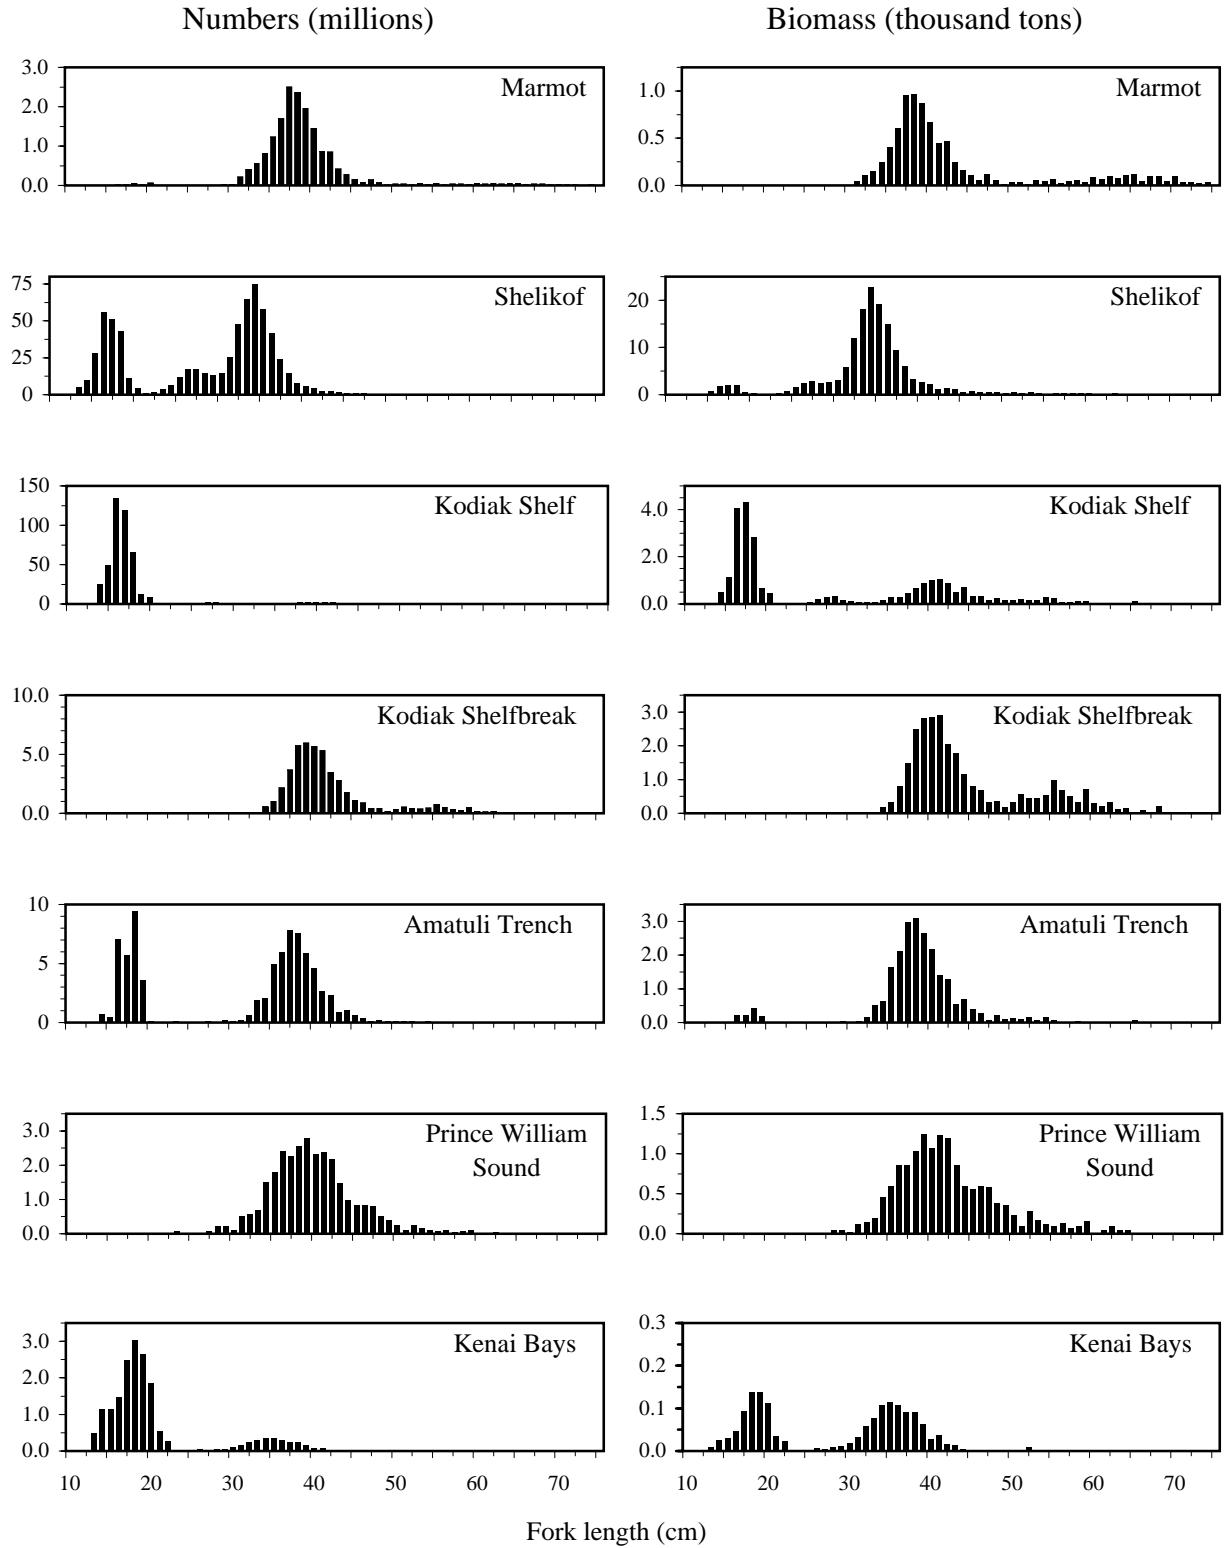 Numbers (millions) Biomass (thousand tons)
3.0
2.0
1.0
0.0
Marmot
1.0
0.5
0.0
Marmot
75
50
25
0
Shelikof
20
10
0
Shelikof
150
100
50
0
Kodiak Shelf
4.0
2.0
0.0
Kodiak Shelf
10.0
5.0
0.0
Kodiak Shelfbreak
3.0
2.0
1.0
0.0
Kodiak Shelfbreak
10
5
0
Amatuli Trench
3.0
2.0
1.0
0.0
Amatuli Trench
3.0
2.0
1.0
0.0
Prince William
Sound
1.5
1.0
0.5
0.0
Prince William
Sound
3.0
2.0
1.0
0.0
Kenai Bays
0.3
0.2
0.1
0.0
Kenai Bays
10 20 30 40 50 60 70 10 20 30 40 50 60 70
Fork length (cm)